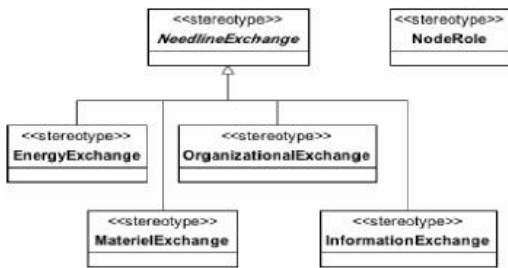 <<stereotype>>
NeedlineExchange
<<stereotype>>
NodeRole
<<stereotype>>
EnergyExchange
<<stereotype>>
OrganizationalExchange
<<stereotype>>
MaterielExchange
<<stereotype>>
InformationExchange